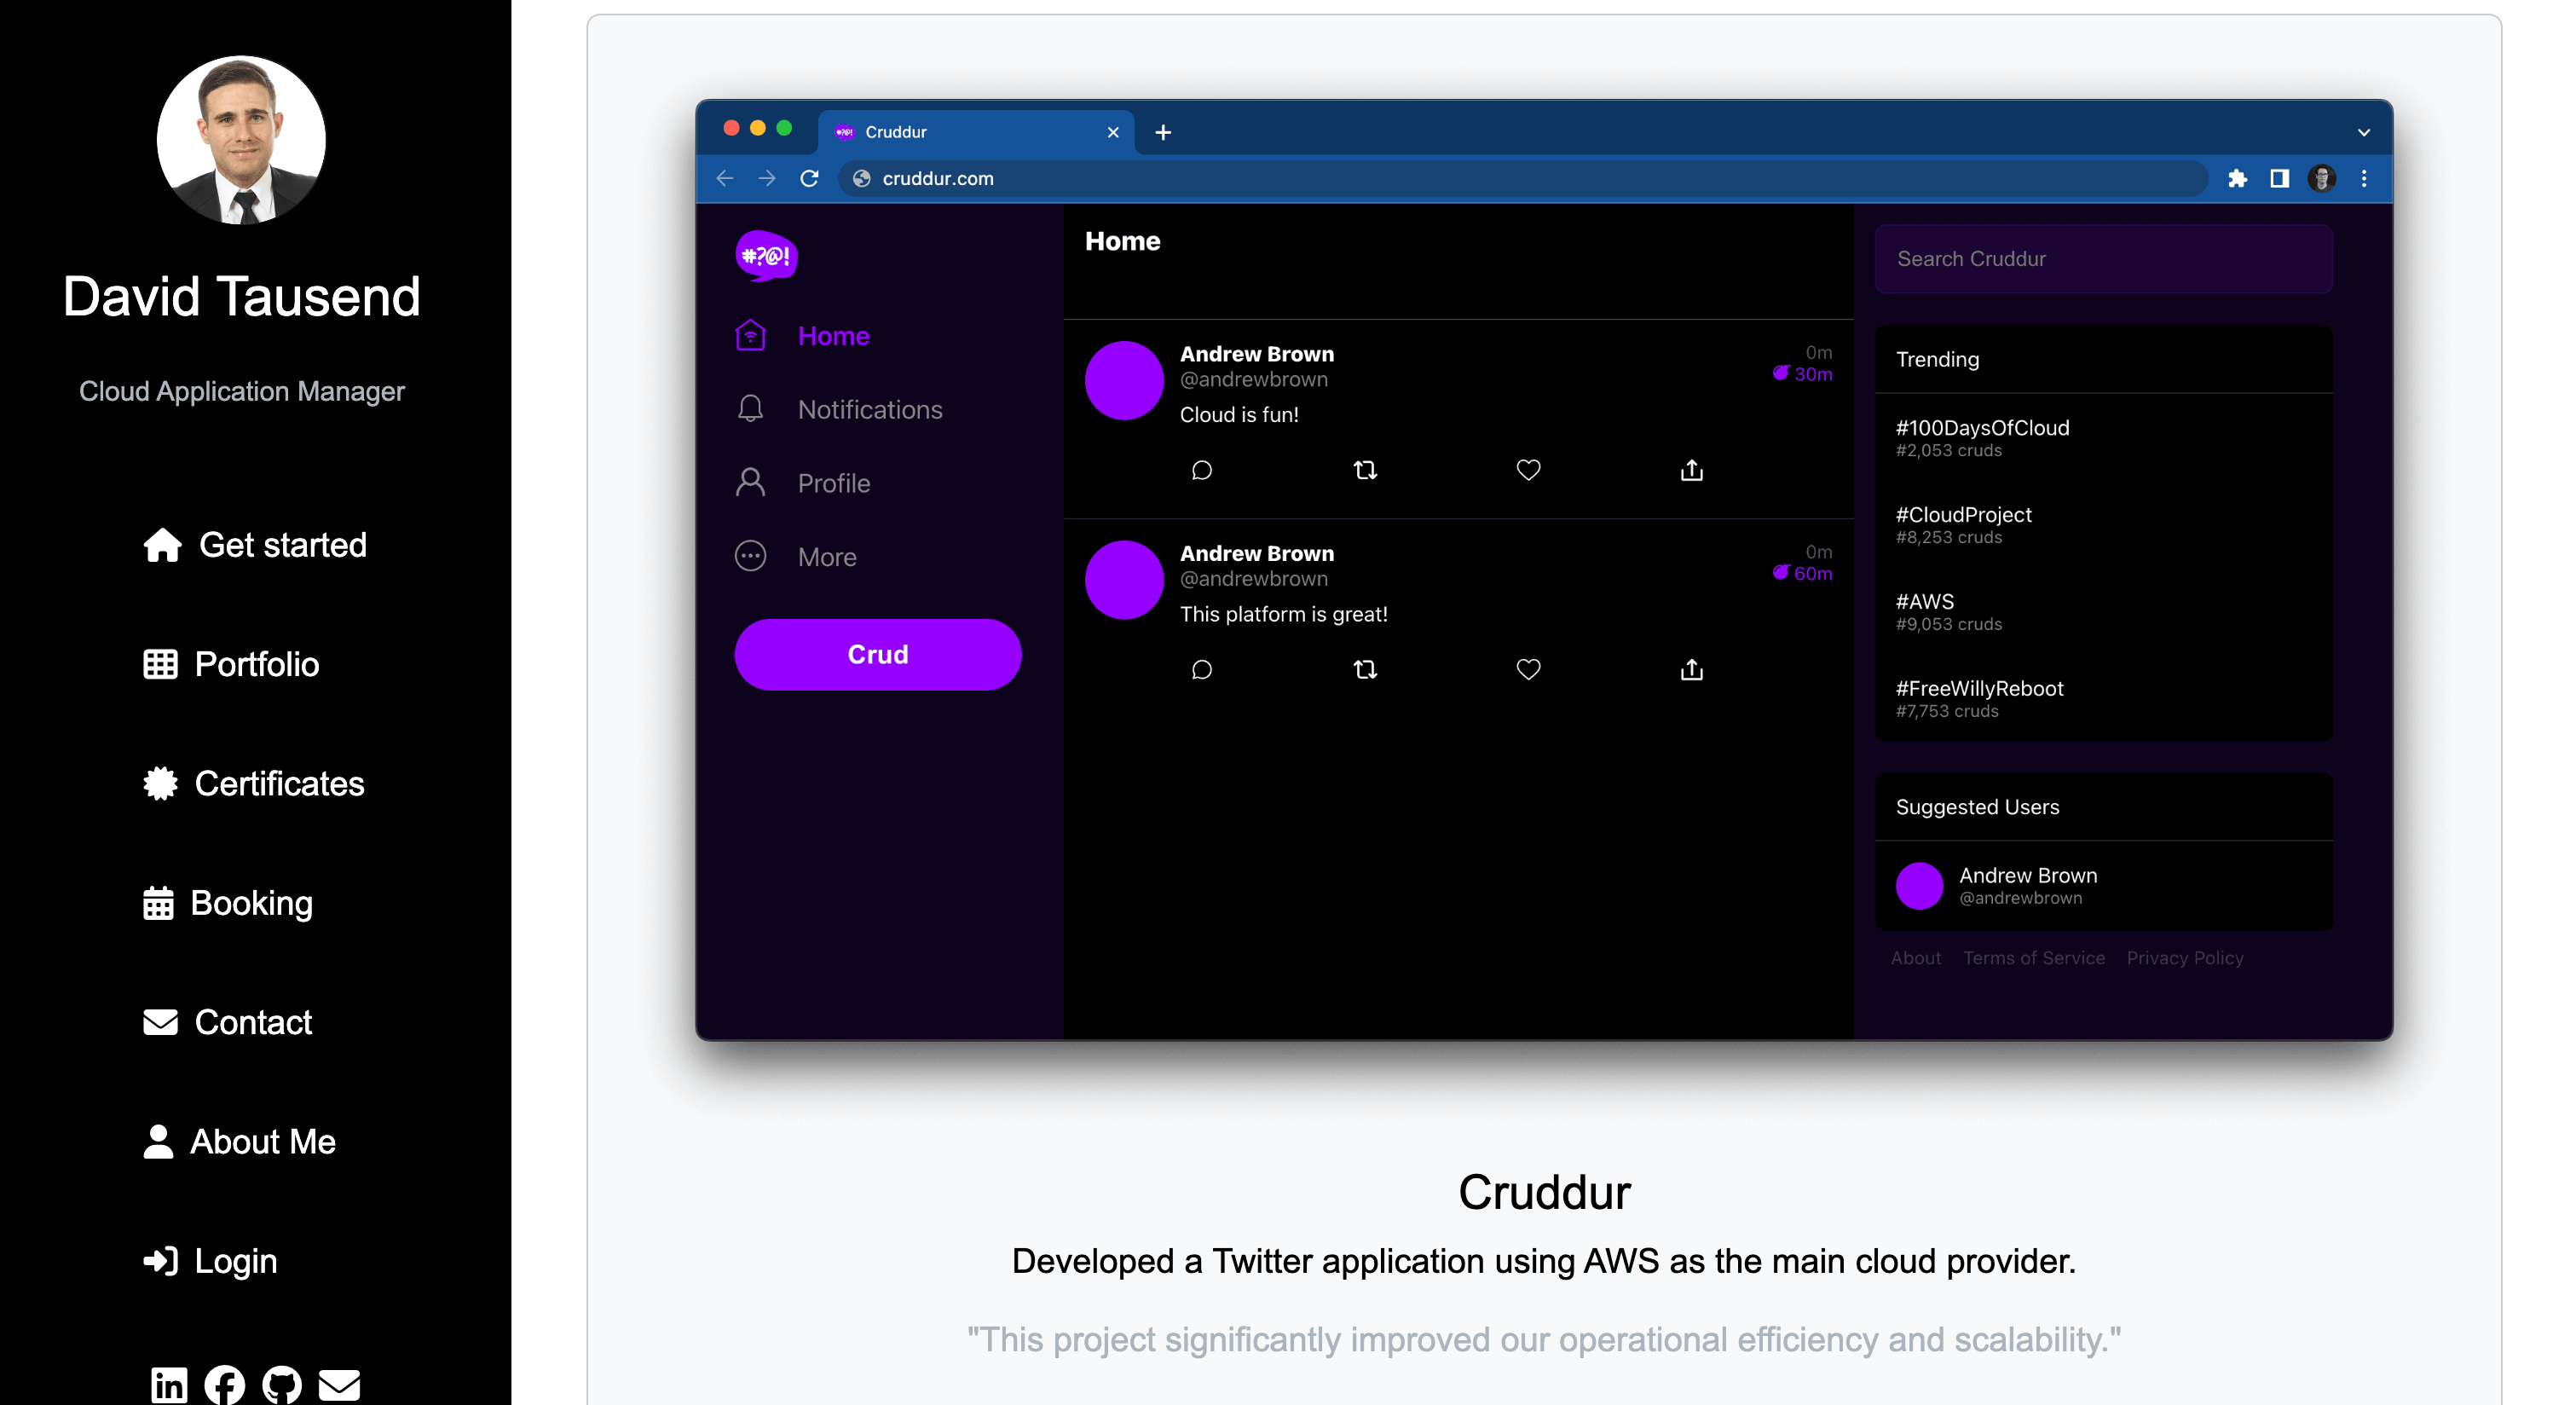 David Tausend
Cloud Application Manager
Get started
Portfolio
Certificates
Booking
Contact
About Me
Login
in
Cruddur
cruddur.com
#?@!
Home
Notifications
Profile
More
Crud
Home
Andrew Brown
0m
@andrewbrown
30m
Cloud is fun!
Andrew Brown
0m
@andrewbrown
60m
This platform is great!
Search Cruddur
Trending
#100DaysOfCloud
#2,053 cruds
#CloudProject
#8,253 cruds
#AWS
#9,053 cruds
#FreeWillyReboot
#7,753 cruds
Suggested Users
Andrew Brown
@andrewbrown
About Terms of Service Privacy Policy
Cruddur
Developed a Twitter application using AWS as the main cloud provider.
"This project significantly improved our operational efficiency and scalability."